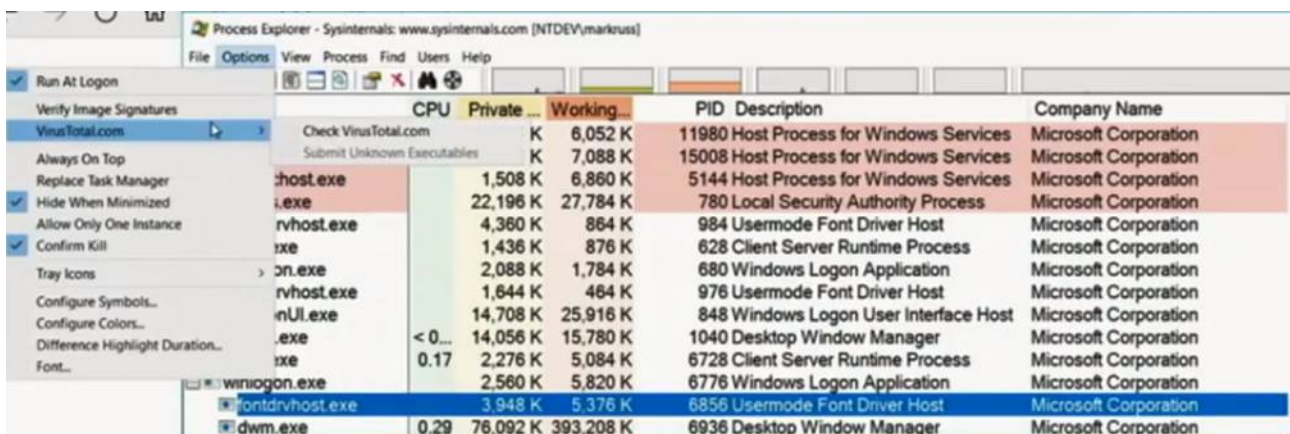 Process Explorer - Sysinternals: www.sysinternals.com [NTDEV\markruss]
File Options View Process Find Users Help
Run At Logon
Verify Image Signatures
VirusTotal.com
Always On Top
Replace Task Manager
Hide When Minimized
Allow Only One Instance
Confirm Kill
Tray Icons
Configure Symbols...
Configure Colors...
Difference Highlight Duration...
Font...
Check VirusTotal.com
Submit Unknown Executables
CPU Private ... Working... PID Description Company Name
K 6,052 K 11980 Host Process for Windows Services Microsoft Corporation
K 7,088 K 15008 Host Process for Windows Services Microsoft Corporation
host.exe 1,508 K 6,860 K 5144 Host Process for Windows Services Microsoft Corporation
s.exe 22,196 K 27,784 K 780 Local Security Authority Process Microsoft Corporation
rvhost.exe 4,360 K 864 K 984 Usermode Font Driver Host Microsoft Corporation
xe 1,436 K 876 K 628 Client Server Runtime Process Microsoft Corporation
on.exe 2,088 K 1,784 K 680 Windows Logon Application Microsoft Corporation
rvhost.exe 1,644 K 464 K 976 Usermode Font Driver Host Microsoft Corporation
nUI.exe 14,708 K 25,916 K 848 Windows Logon User Interface Host Microsoft Corporation
.exe < 0... 14,056 K 15,780 K 1040 Desktop Window Manager Microsoft Corporation
xe 0.17 2,276 K 5,084 K 6728 Client Server Runtime Process Microsoft Corporation
winlogon.exe 2,560 K 5,820 K 6776 Windows Logon Application Microsoft Corporation
fontdrvhost.exe 3,948 K 5,376 K 6856 Usermode Font Driver Host Microsoft Corporation
dwm.exe 0.29 76,092 K 393,208 K 6936 Desktop Window Manager Microsoft Corporation